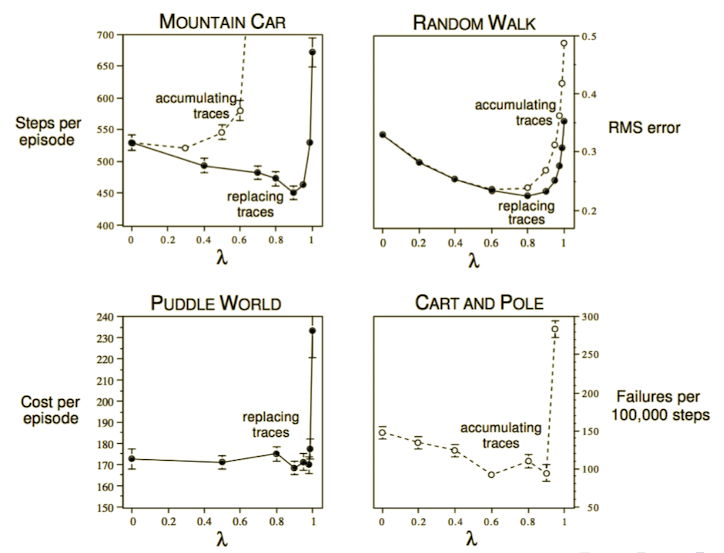 MOUNTAIN CAR
700
650
600
550
500
450
400
Steps per
episode
accumulating
traces
replacing
traces
0 0.2 0.4 0.6 0.8 1
λ
RANDOM WALK
0.5
0.4
0.3
0.2
RMS error
accumulating
traces
replacing
traces
0 0.2 0.4 0.6 0.8 1
λ
PUDDLE WORLD
240
230
220
210
200
190
180
170
160
150
Cost per
episode
replacing
traces
0 0.2 0.4 0.6 0.8 1
λ
CART AND POLE
300
250
200
150
100
50
Failures per
100,000 steps
accumulating
traces
0 0.2 0.4 0.6 0.8 1
λ